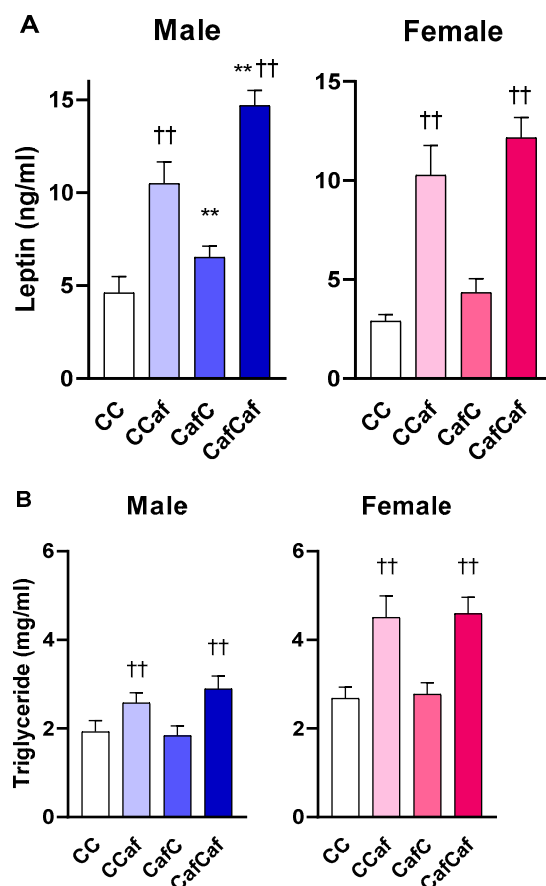 A
Male
Female
Leptin (ng/ml)
15
10
5
0
††
**
**††
CC
CCaf
CafC
CafCaf
15
10
5
0
††
††
CC
CCaf
CafC
CafCaf
B
Male
Female
Triglyceride (mg/ml)
6
4
2
0
††
††
CC
CCaf
CafC
CafCaf
6
4
2
0
††
††
CC
CCaf
CafC
CafCaf